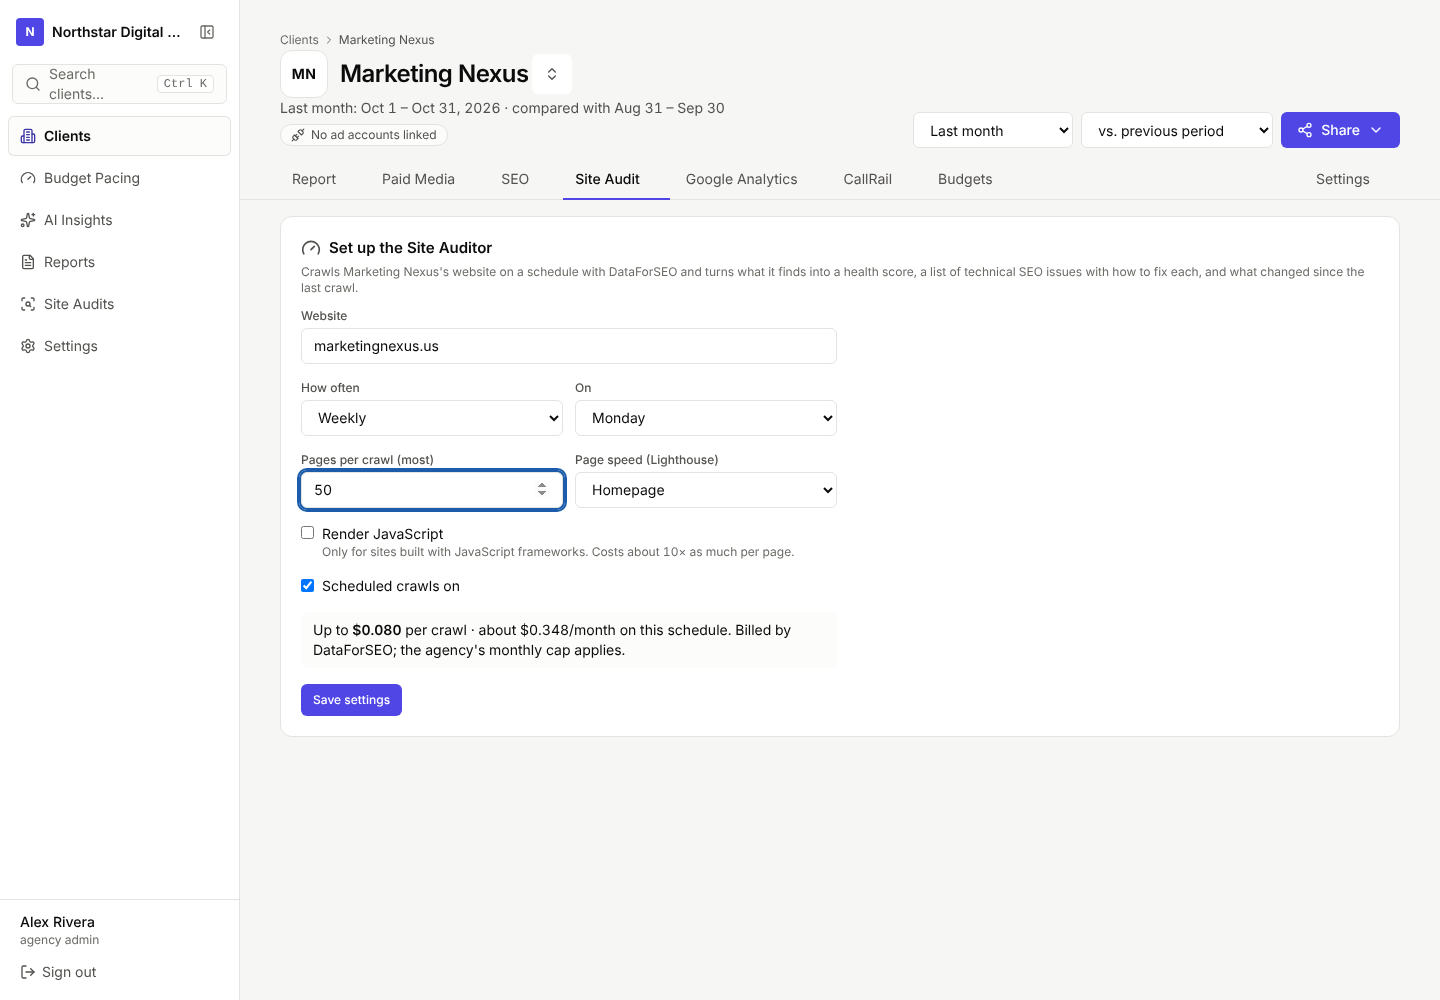 N
Northstar Digital ...
Search clients...
Ctrl K
Clients
Budget Pacing
AI Insights
Reports
Site Audits
Settings
Alex Rivera
agency admin
Sign out
Clients > Marketing Nexus
MN
Marketing Nexus
Last month: Oct 1 – Oct 31, 2026 · compared with Aug 31 – Sep 30
No ad accounts linked
Last month
vs. previous period
Share
Report
Paid Media
SEO
Site Audit
Google Analytics
CallRail
Budgets
Settings
Set up the Site Auditor
Crawls Marketing Nexus's website on a schedule with DataForSEO and turns what it finds into a health score, a list of technical SEO issues with how to fix each, and what changed since the
last crawl.
Website
marketingnexus.us
How often
On
Weekly
Monday
Pages per crawl (most)
Page speed (Lighthouse)
50
Homepage
Render JavaScript
Only for sites built with JavaScript frameworks. Costs about 10× as much per page.
Scheduled crawls on
Up to $0.080 per crawl · about $0.348/month on this schedule. Billed by
DataForSEO; the agency's monthly cap applies.
Save settings